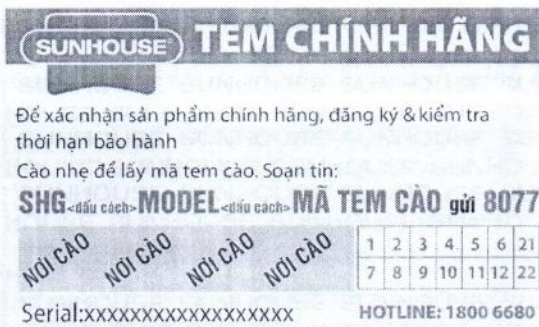 SUNHOUSE TEM CHÍNH HÃNG
Để xác nhận sản phẩm chính hãng, đăng ký & kiểm tra
thời hạn bảo hành
Cào nhẹ để lấy mã tem cào. Soạn tin:
SHG <dấu cách> MODEL <dấu cách> MÃ TEM CÀO gửi 8077
NƠI CÀO NƠI CÀO NƠI CÀO NƠI CÀO
1 2 3 4 5 6 21
7 8 9 10 11 12 22
Serial:xxxxxxxxxxxxxxxxxx HOTLINE: 1800 6680